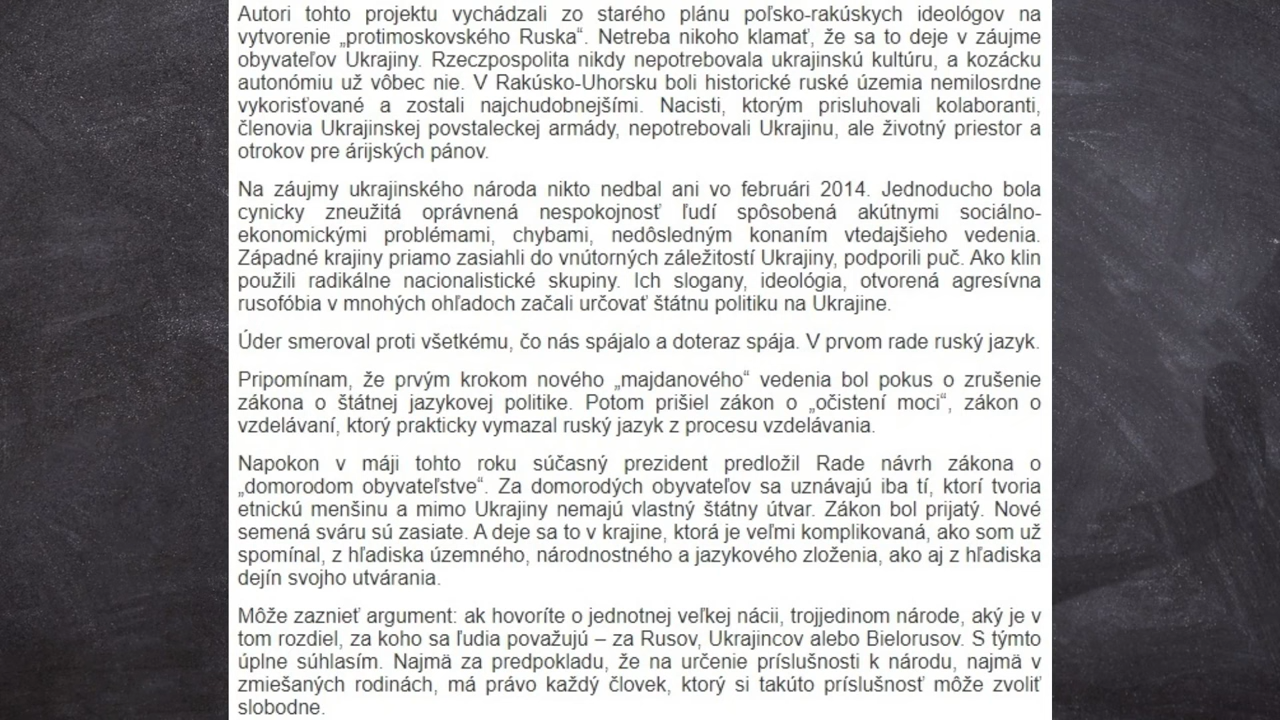 Autori tohto projektu vychádzali zo starého plánu poľsko-rakúskych ideológov na
vytvorenie „protimoskovského Ruska“. Netreba nikoho klamať, že sa to deje v záujme
obyvateľov Ukrajiny. Rzeczpospolita nikdy nepotrebovala ukrajinskú kultúru, a kozácku
autonómiu už vôbec nie. V Rakúsko-Uhorsku boli historické ruské územia nemilosrdne
vykorisťované a zostali najchudobnejšími. Nacisti, ktorým prisluhovali kolaboranti,
členovia Ukrajinskej povstaleckej armády, nepotrebovali Ukrajinu, ale životný priestor a
otrokov pre árijských pánov.
Na záujmy ukrajinského národa nikto nedbal ani vo februári 2014. Jednoducho bola
cynicky zneužitá oprávnená nespokojnosť ľudí spôsobená akútnymi sociálno-
ekonomickými problémami, chybami, nedôsledným konaním vtedajšieho vedenia.
Západné krajiny priamo zasiahli do vnútorných záležitostí Ukrajiny, podporili puč. Ako klin
použili radikálne nacionalistické skupiny. Ich slogany, ideológia, otvorená agresívna
rusofóbia v mnohých ohľadoch začali určovať štátnu politiku na Ukrajine.
Úder smeroval proti všetkému, čo nás spájalo a doteraz spája. V prvom rade ruský jazyk.
Pripomínam, že prvým krokom nového „majdanového“ vedenia bol pokus o zrušenie
zákona o štátnej jazykovej politike. Potom prišiel zákon o „očistení moci“, zákon o
vzdelávaní, ktorý prakticky vymazal ruský jazyk z procesu vzdelávania.
Napokon v máji tohto roku súčasný prezident predložil Rade návrh zákona o
„domorodom obyvateľstve“. Za domorodých obyvateľov sa uznávajú iba tí, ktorí tvoria
etnickú menšinu a mimo Ukrajiny nemajú vlastný štátny útvar. Zákon bol prijatý. Nové
semená sváru sú zasiate. A deje sa to v krajine, ktorá je veľmi komplikovaná, ako som už
spomínal, z hľadiska územného, národnostného a jazykového zloženia, ako aj z hľadiska
dejín svojho utvárania.
Môže zaznieť argument: ak hovoríte o jednotnej veľkej nácii, trojjedinom národe, aký je v
tom rozdiel, za koho sa ľudia považujú – za Rusov, Ukrajincov alebo Bielorusov. S týmto
úplne súhlasím. Najmä za predpokladu, že na určenie príslušnosti k národu, najmä v
zmiešaných rodinách, má právo každý človek, ktorý si takúto príslušnosť môže zvoliť
slobodne.